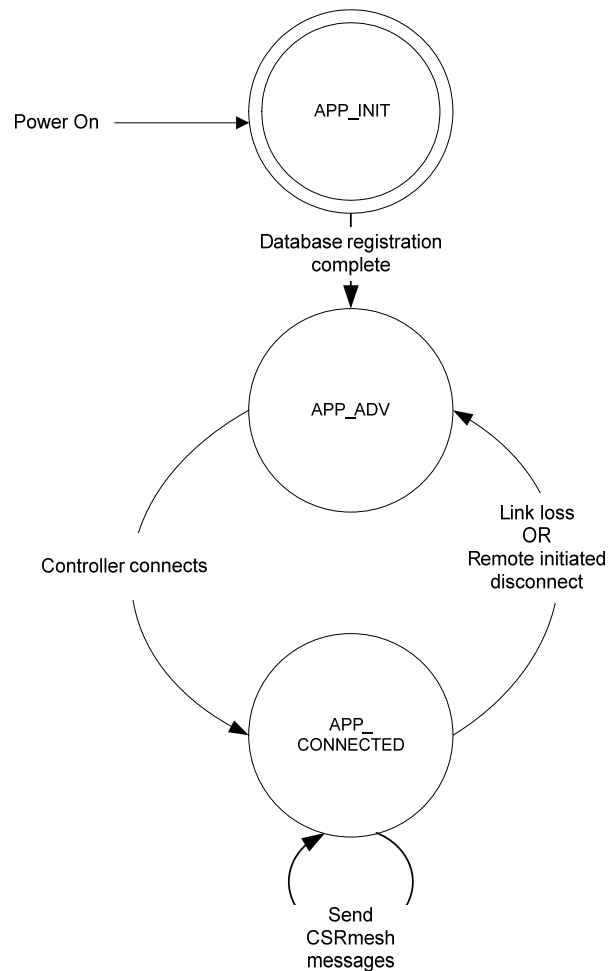 APP_INIT
Power On
Database registration
complete
APP_ADV
Link loss
OR
Remote initiated
disconnect
Controller connects
APP_
CONNECTED
Send
CSRmesh
messages